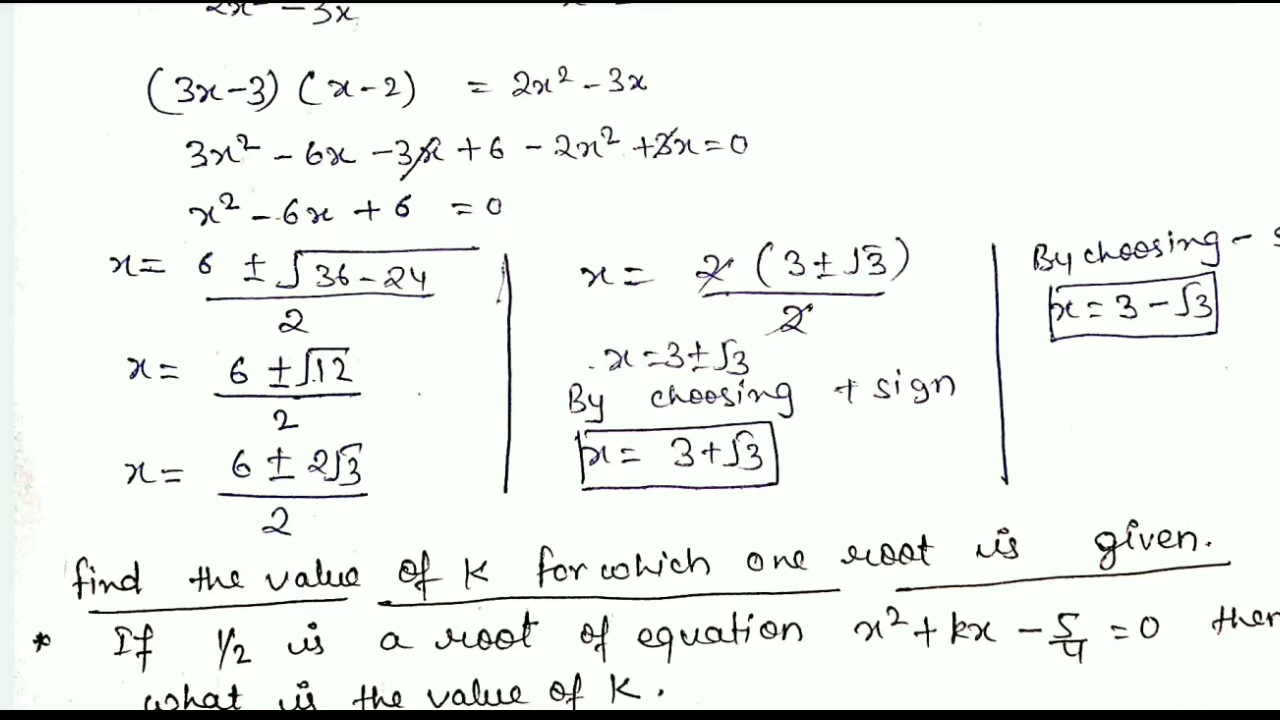 2x² - 3x
(3x-3) (x-2) = 2x² - 3x
3x² - 6x - 3x + 6 - 2x² + 3x = 0
x² - 6x + 6 = 0
x = 6 ± √36-24 / 2
x = 6 ± √12 / 2
x = 6 ± 2√3 / 2
x = 2 (3 ± √3) / 2
x = 3 ± √3
By choosing + sign
x = 3 + √3
By choosing -
x = 3 - √3
find the value of K for which one root is given.
* If 1/2 is a root of equation x² + kx - 5/4 = 0 then
what is the value of K.